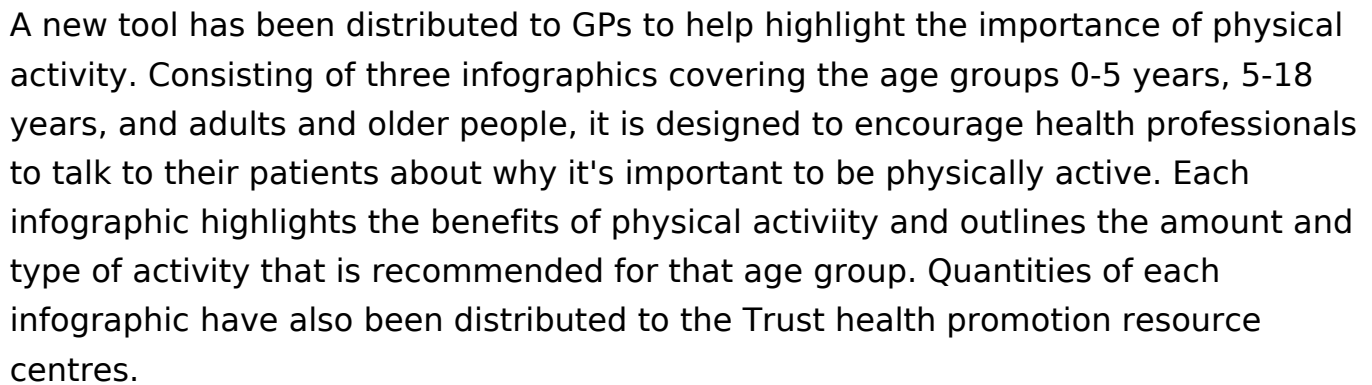 A new tool has been distributed to GPs to help highlight the importance of physical
activity. Consisting of three infographics covering the age groups 0-5 years, 5-18
years, and adults and older people, it is designed to encourage health professionals
to talk to their patients about why it's important to be physically active. Each
infographic highlights the benefits of physical activiity and outlines the amount and
type of activity that is recommended for that age group. Quantities of each
infographic have also been distributed to the Trust health promotion resource
centres.